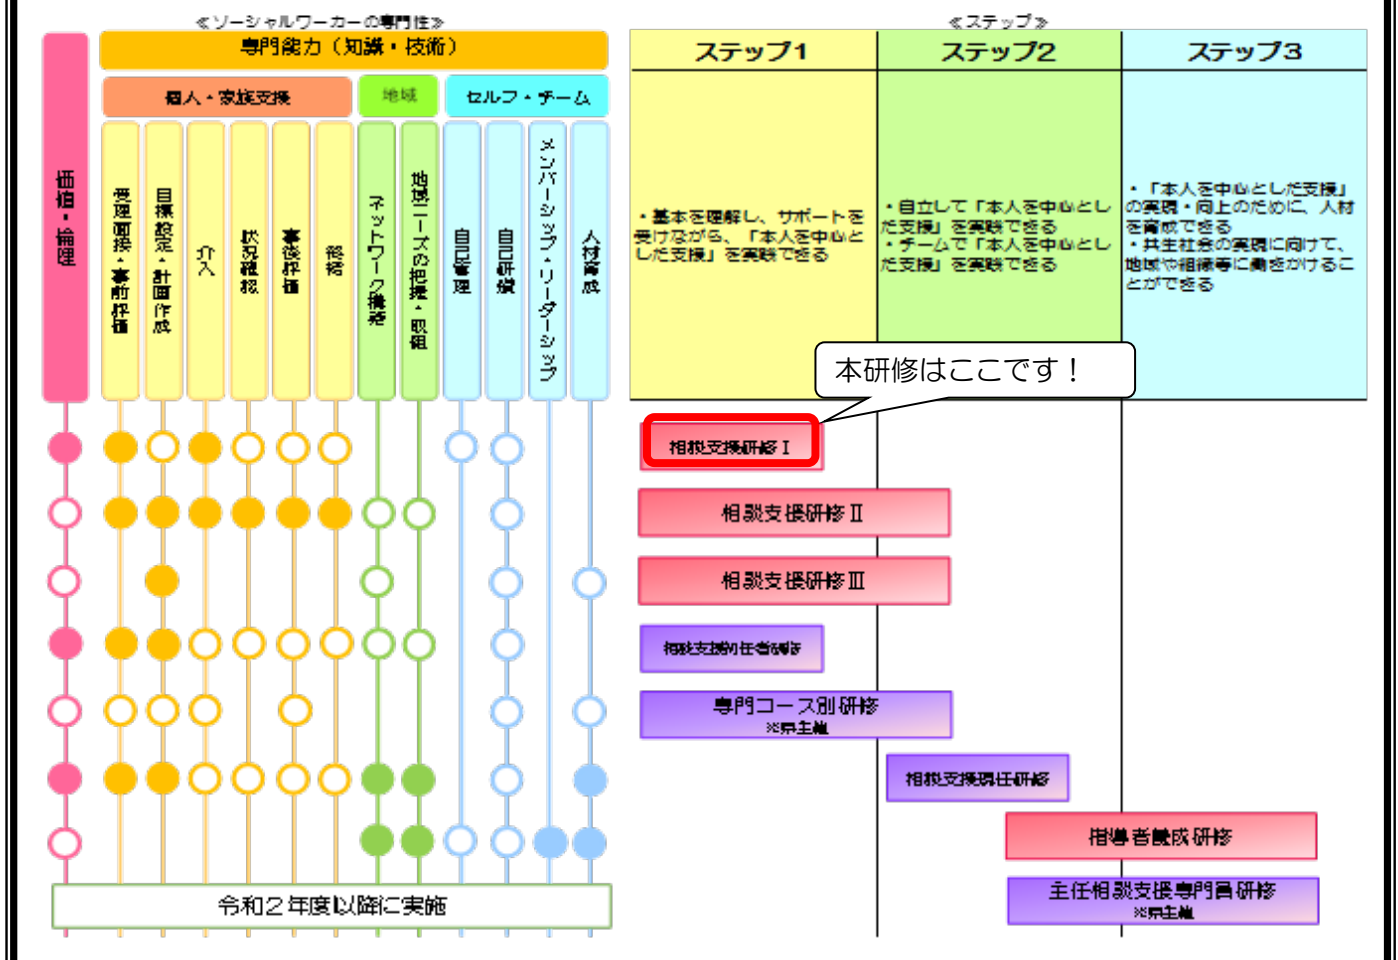 ≪ソーシャルワーカーの専門性≫
≪ステップ≫
専門能力（知識・技術）
個人・家族支援
地域
セルフ・チーム
価値・倫理
受理面接・事前評価
目標設定・計画作成
介入
状況確認
事後評価
終結
ネットワーク構築
地域ニーズの把握・取組
自己管理
自己研鑽
メンバーシップ・リーダーシップ
人材育成
ステップ1
ステップ2
ステップ3
・基本を理解し、サポートを
受けながら、「本人を中心と
した支援」を実践できる
・自立して「本人を中心とし
た支援」を実践できる
・チームで「本人を中心とし
た支援」を実践できる
・「本人を中心とした支援」
の実現・向上のために、人材
を育成できる
・共生社会の実現に向けて、
地域や組織等に働きかけるこ
とができる
本研修はここです！
相談支援研修Ⅰ
相談支援研修Ⅱ
相談支援研修Ⅲ
相談支援初任者研修
専門コース別研修
※県主催
相談支援現任研修
指導者養成研修
主任相談支援専門員研修
※県主催
令和２年度以降に実施